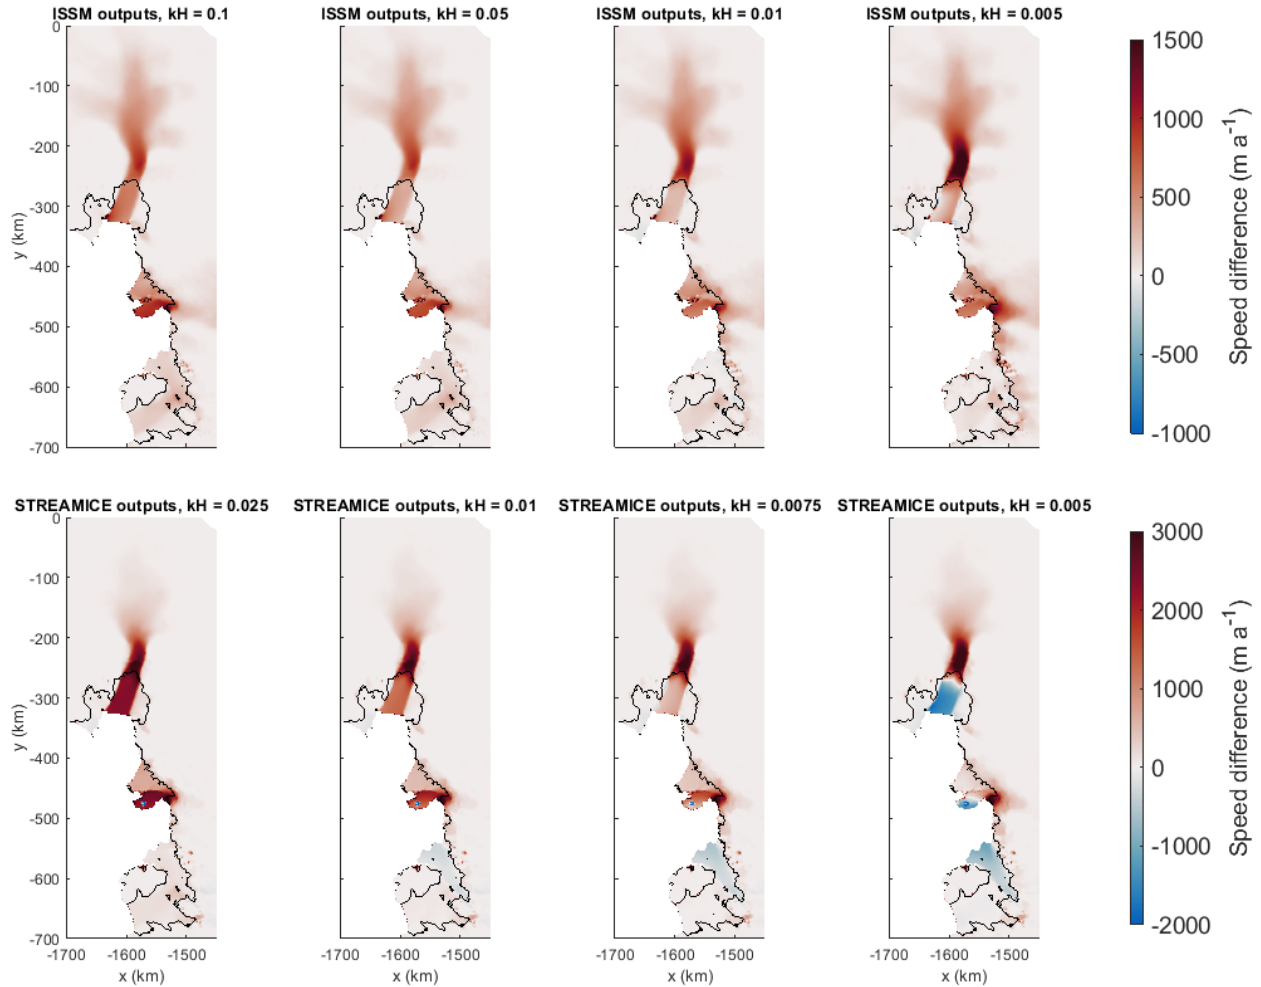 ISSM outputs, kH = 0.1
ISSM outputs, kH = 0.05
ISSM outputs, kH = 0.01
ISSM outputs, kH = 0.005
0
-100
-200
-300
-400
-500
-600
-700
y (km)
1500
1000
500
0
-500
-1000
Speed difference (m a⁻¹)
STREAMICE outputs, kH = 0.025
STREAMICE outputs, kH = 0.01
STREAMICE outputs, kH = 0.0075
STREAMICE outputs, kH = 0.005
0
-100
-200
-300
-400
-500
-600
-700
y (km)
-1700 -1600 -1500
x (km)
-1700 -1600 -1500
x (km)
-1700 -1600 -1500
x (km)
-1700 -1600 -1500
x (km)
3000
2000
1000
0
-1000
-2000
Speed difference (m a⁻¹)